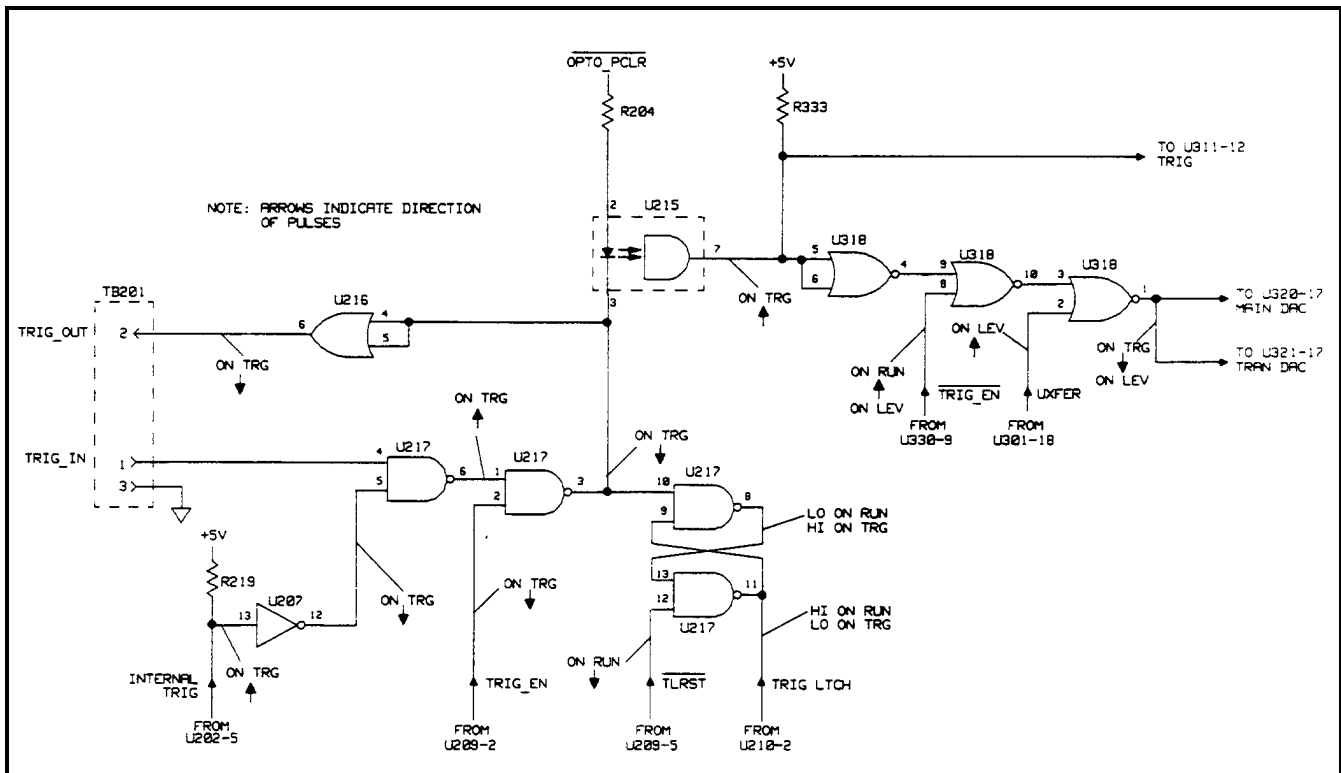 OPTO_PCLR
+5V
R204
R333
TO U311-12
TRIG
NOTE: ARROWS INDICATE DIRECTION
OF PULSES
2
U215
7
3
ON TRG
5
6
U318
4
9
8
U318
10
3
2
U318
1
TO U320-17
MAIN DAC
TO U321-17
TRAN DAC
ON TRG
ON LEV
ON LEV
ON RUN
ON LEV
TRIG_EN
UXFER
FROM
U330-9
FROM
U301-18
TB201
TRIG_OUT
2
U216
6
4
5
ON TRG
TRIG_IN
1
3
4
5
U217
6
ON TRG
1
2
U217
3
ON TRG
10
9
U217
8
LO ON RUN
HI ON TRG
13
12
U217
11
HI ON RUN
LO ON TRG
+5V
R219
13
U207
12
ON TRG
ON TRG
ON TRG
ON RUN
INTERNAL
TRIG
TRIG_EN
TLRST
TRIG LTCH
FROM
U202-5
FROM
U209-2
FROM
U209-5
FROM
U210-2